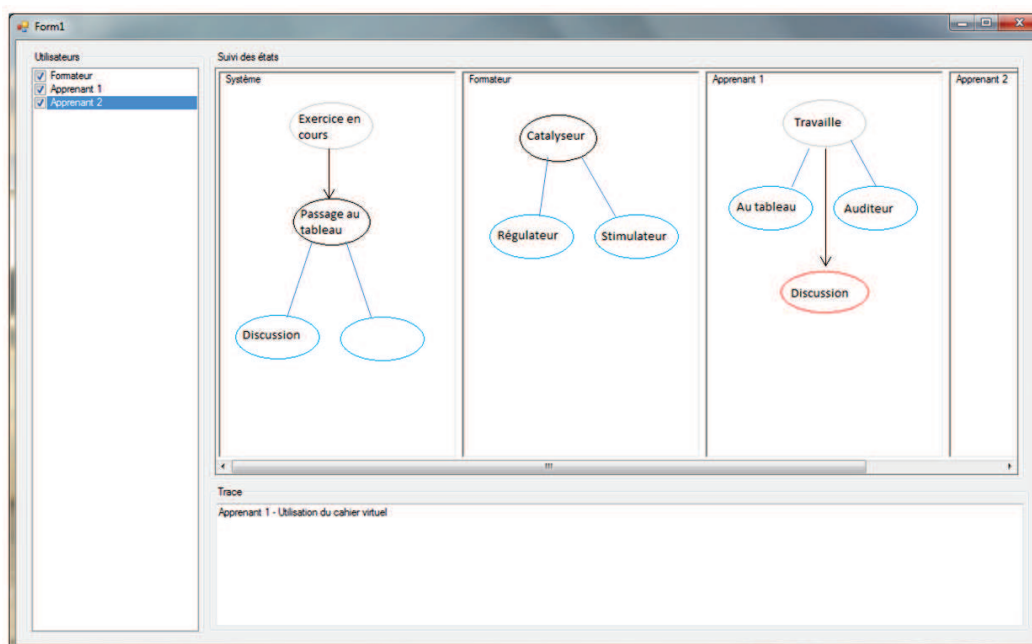 Form1
Utilisateurs
Formateur
Apprenant 1
Apprenant 2
Suivi des états
Système
Exercice en
cours
Passage au
tableau
Discussion
Formateur
Catalyseur
Régulateur
Stimulateur
Apprenant 1
Travaille
Au tableau
Auditeur
Discussion
Apprenant 2
Trace
Apprenant 1 - Utilisation du cahier virtuel